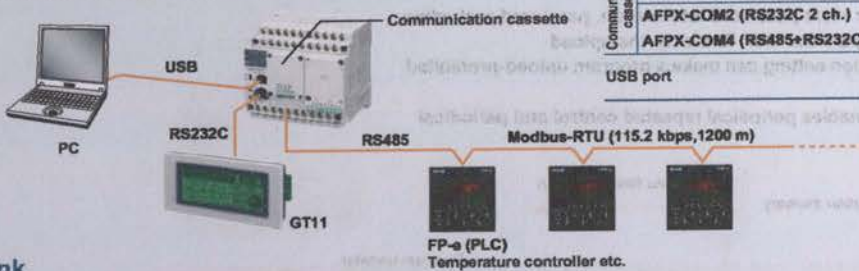 Communication cassette
AFPX-COM2 (RS232C 2 ch.)
AFPX-COM4 (RS485+RS232C
USB port
USB
PC
RS232C
RS485
Modbus-RTU (115.2 kbps,1200 m)
GT11
FP-e (PLC)
Temperature controller etc.